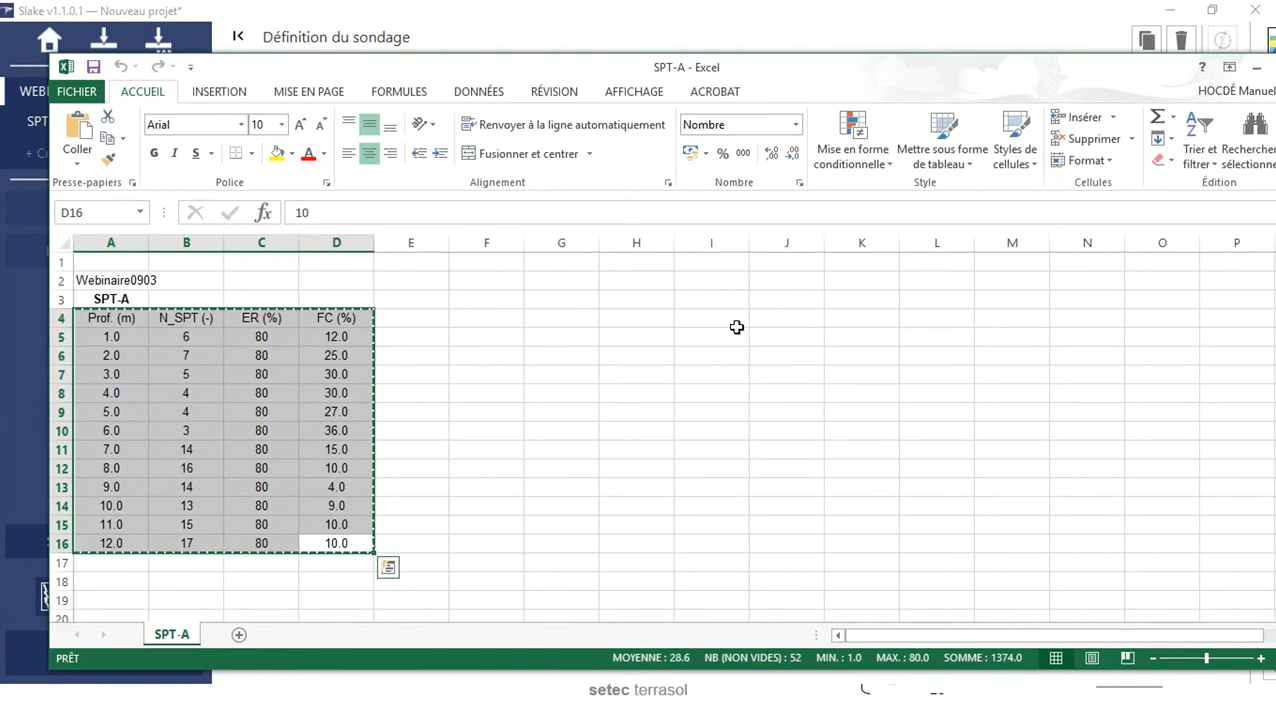 Slake v1.1.0.1 — Nouveau projet*
Définition du sondage
SPT-A - Excel
FICHIER ACCUEIL INSERTION MISE EN PAGE FORMULES DONNÉES RÉVISION AFFICHAGE ACROBAT HOCDÉ Manuel
WEBI
SPT
+ Cr
Coller
Arial 10
Renvoyer à la ligne automatiquement
Nombre
G I S
Fusionner et centrer
% 000
Mise en forme conditionnelle
Mettre sous forme de tableau
Styles de cellules
Insérer
Supprimer
Format
Trier et filtrer
Rechercher
sélectionner
Presse-papiers Police Alignement Nombre Style Cellules Édition
D16 fx 10
A B C D E F G H I J K L M N O P
1
2 Webinaire0903
3 SPT-A
4 Prof. (m) N_SPT (-) ER (%) FC (%)
5 1.0 6 80 12.0
6 2.0 7 80 25.0
7 3.0 5 80 30.0
8 4.0 4 80 30.0
9 5.0 4 80 27.0
10 6.0 3 80 36.0
11 7.0 14 80 15.0
12 8.0 16 80 10.0
13 9.0 14 80 4.0
14 10.0 13 80 9.0
15 11.0 15 80 10.0
16 12.0 17 80 10.0
17
18
19
20
SPT-A
PRÊT MOYENNE : 28.6 NB (NON VIDES) : 52 MIN. : 1.0 MAX. : 80.0 SOMME : 1374.0
setec terrasol